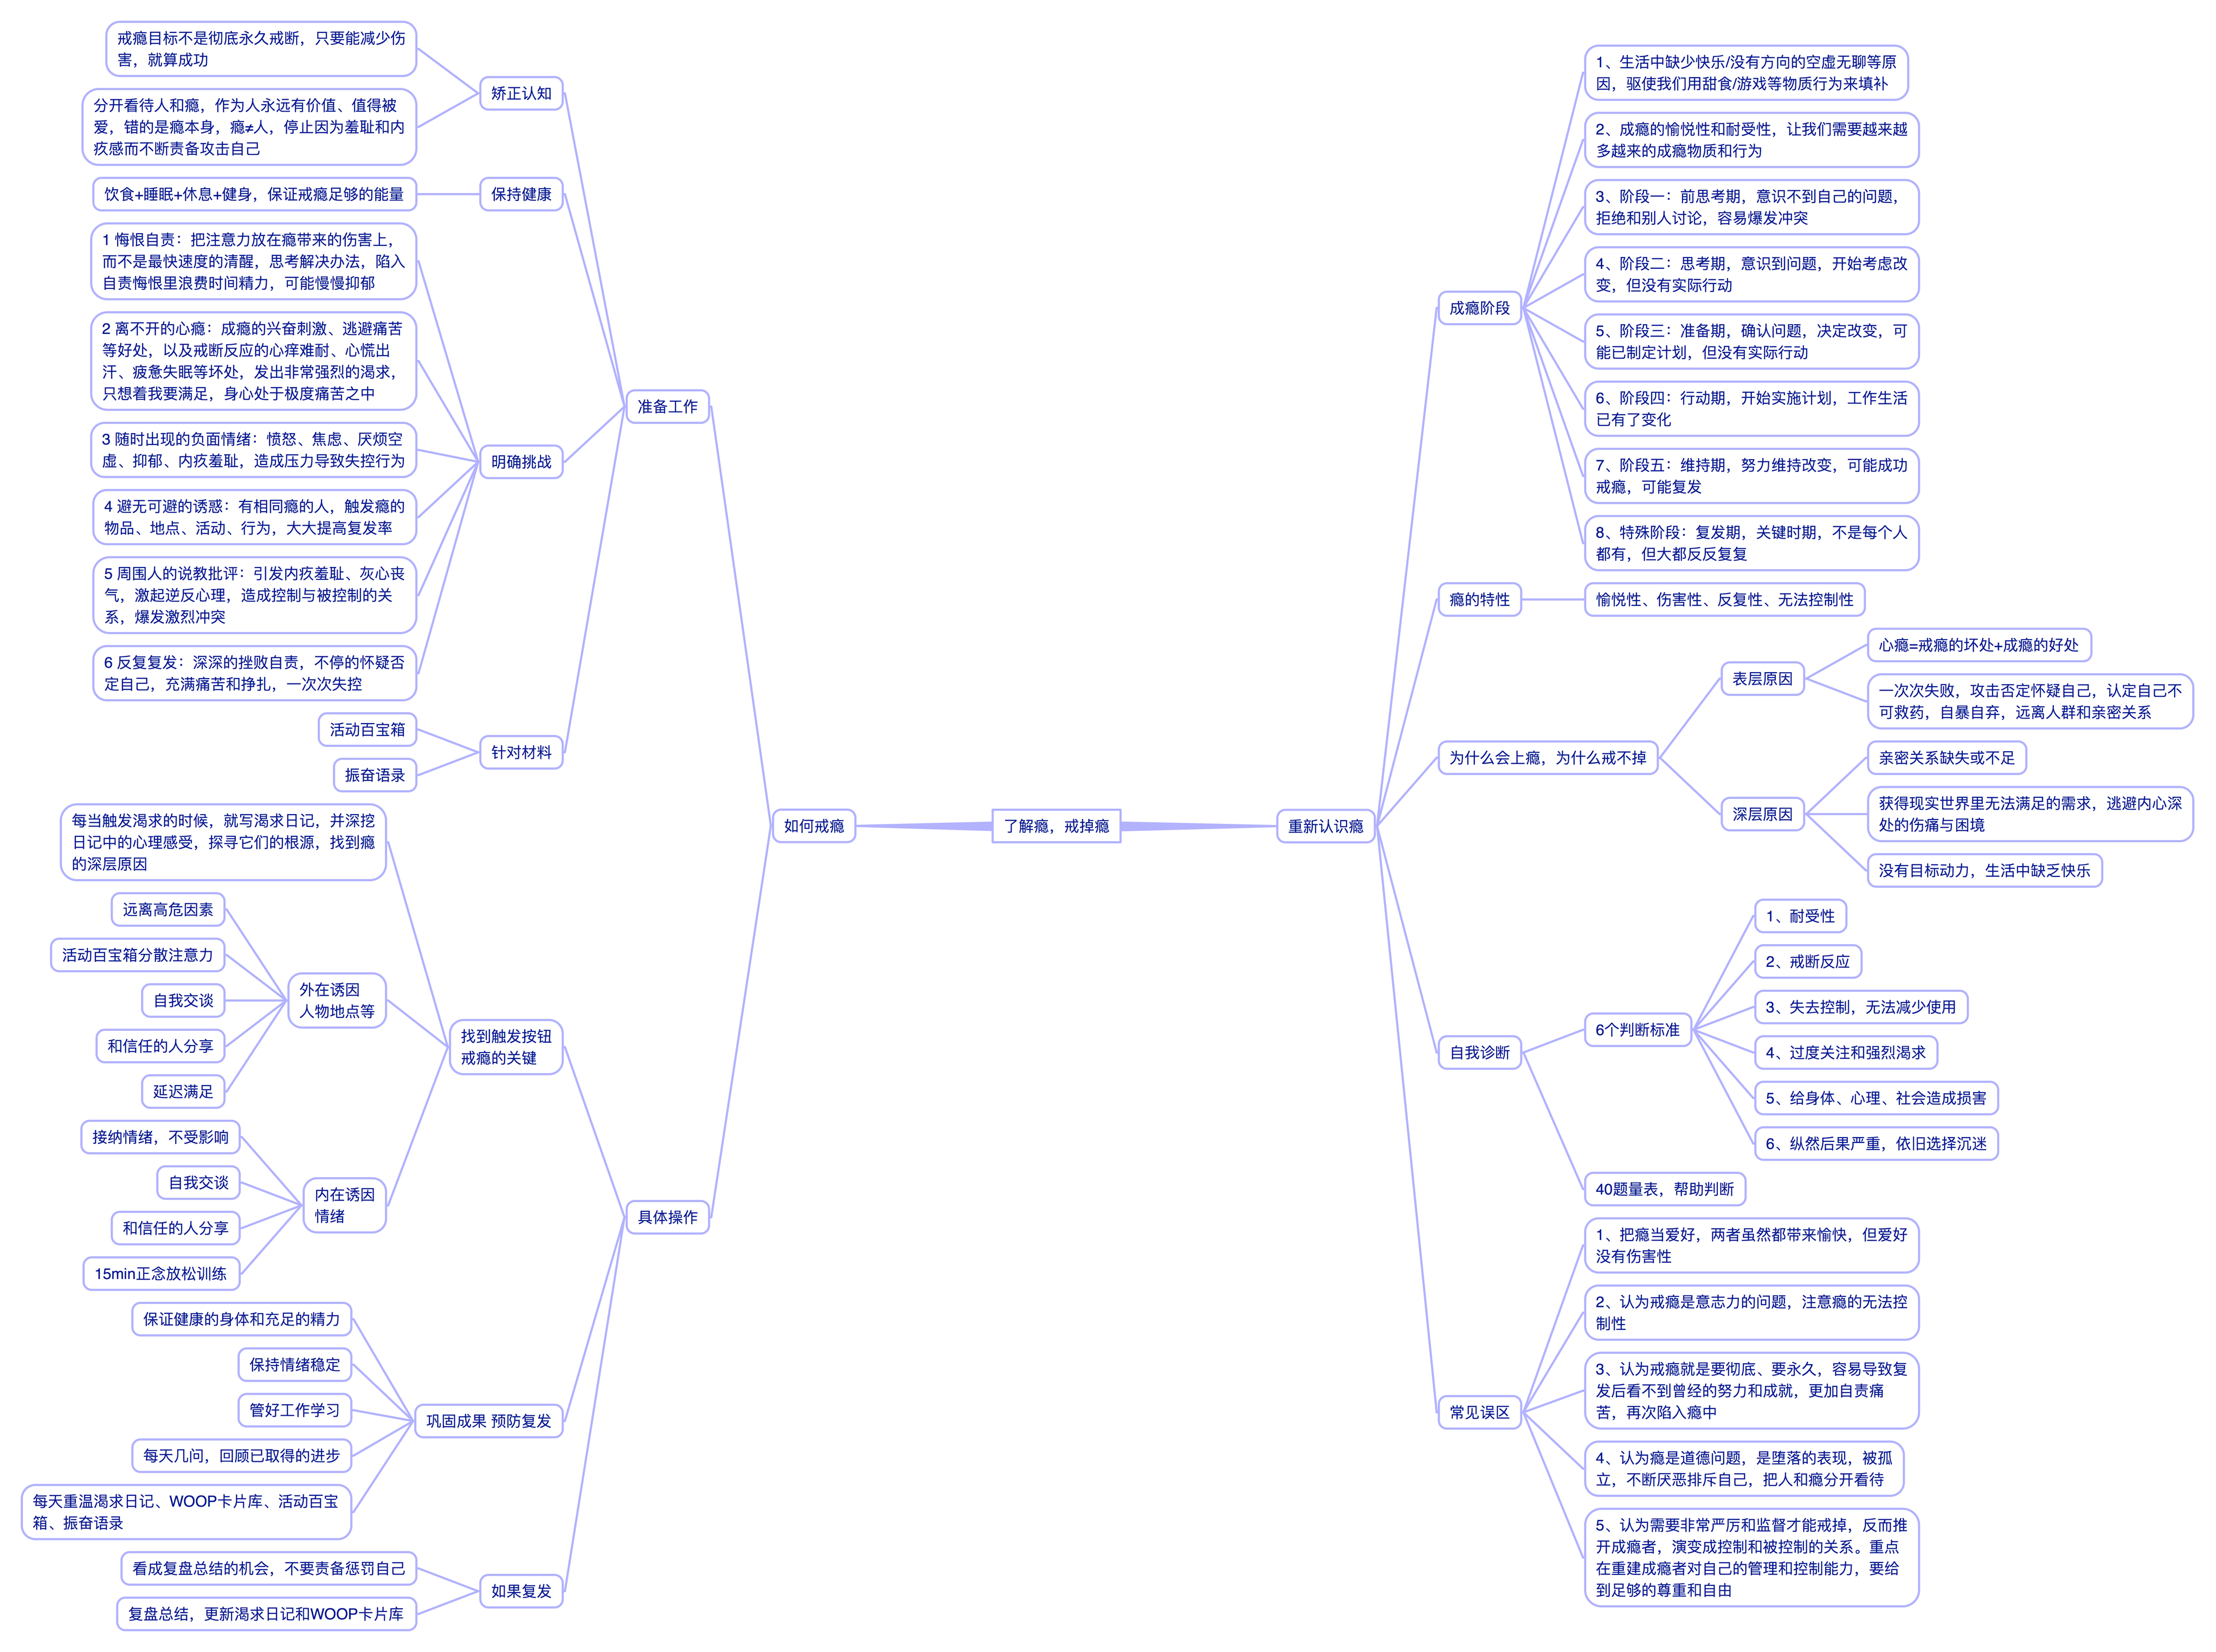 了解瘾，戒掉瘾
如何戒瘾
准备工作
矫正认知
戒瘾目标不是彻底永久戒断，只要能减少伤
害，就算成功
分开看待人和瘾，作为人永远有价值、值得被
爱，错的是瘾本身，瘾≠人，停止因为羞耻和内
疚感而不断责备攻击自己
保持健康
饮食+睡眠+休息+健身，保证戒瘾足够的能量
明确挑战
1 悔恨自责：把注意力放在瘾带来的伤害上，
而不是最快速度的清醒，思考解决办法，陷入
自责悔恨里浪费时间精力，可能慢慢抑郁
2 离不开的心瘾：成瘾的兴奋刺激、逃避痛苦
等好处，以及戒断反应的心痒难耐、心慌出
汗、疲惫失眠等坏处，发出非常强烈的渴求，
只想着我要满足，身心处于极度痛苦之中
3 随时出现的负面情绪：愤怒、焦虑、厌烦空
虚、抑郁、内疚羞耻，造成压力导致失控行为
4 避无可避的诱惑：有相同瘾的人，触发瘾的
物品、地点、活动、行为，大大提高复发率
5 周围人的说教批评：引发内疚羞耻、灰心丧
气，激起逆反心理，造成控制与被控制的关
系，爆发激烈冲突
6 反复复发：深深的挫败自责，不停的怀疑否
定自己，充满痛苦和挣扎，一次次失控
针对材料
活动百宝箱
振奋语录
具体操作
找到触发按钮
戒瘾的关键
每当触发渴求的时候，就写渴求日记，并深挖
日记中的心理感受，探寻它们的根源，找到瘾
的深层原因
外在诱因
人物地点等
远离高危因素
活动百宝箱分散注意力
自我交谈
和信任的人分享
延迟满足
内在诱因
情绪
接纳情绪，不受影响
自我交谈
和信任的人分享
15min正念放松训练
巩固成果 预防复发
保证健康的身体和充足的精力
保持情绪稳定
管好工作学习
每天几问，回顾已取得的进步
每天重温渴求日记、WOOP卡片库、活动百宝
箱、振奋语录
如果复发
看成复盘总结的机会，不要责备惩罚自己
复盘总结，更新渴求日记和WOOP卡片库
重新认识瘾
成瘾阶段
1、生活中缺少快乐/没有方向的空虚无聊等原
因，驱使我们用甜食/游戏等物质行为来填补
2、成瘾的愉悦性和耐受性，让我们需要越来越
多越来的成瘾物质和行为
3、阶段一：前思考期，意识不到自己的问题，
拒绝和别人讨论，容易爆发冲突
4、阶段二：思考期，意识到问题，开始考虑改
变，但没有实际行动
5、阶段三：准备期，确认问题，决定改变，可
能已制定计划，但没有实际行动
6、阶段四：行动期，开始实施计划，工作生活
已有了变化
7、阶段五：维持期，努力维持改变，可能成功
戒瘾，可能复发
8、特殊阶段：复发期，关键时期，不是每个人
都有，但大都反反复复
瘾的特性
愉悦性、伤害性、反复性、无法控制性
为什么会上瘾，为什么戒不掉
表层原因
心瘾=戒瘾的坏处+成瘾的好处
一次次失败，攻击否定怀疑自己，认定自己不
可救药，自暴自弃，远离人群和亲密关系
深层原因
亲密关系缺失或不足
获得现实世界里无法满足的需求，逃避内心深
处的伤痛与困境
没有目标动力，生活中缺乏快乐
自我诊断
6个判断标准
1、耐受性
2、戒断反应
3、失去控制，无法减少使用
4、过度关注和强烈渴求
5、给身体、心理、社会造成损害
6、纵然后果严重，依旧选择沉迷
40题量表，帮助判断
常见误区
1、把瘾当爱好，两者虽然都带来愉快，但爱好
没有伤害性
2、认为戒瘾是意志力的问题，注意瘾的无法控
制性
3、认为戒瘾就是要彻底、要永久，容易导致复
发后看不到曾经的努力和成就，更加自责痛
苦，再次陷入瘾中
4、认为瘾是道德问题，是堕落的表现，被孤
立，不断厌恶排斥自己，把人和瘾分开看待
5、认为需要非常严厉和监督才能戒掉，反而推
开成瘾者，演变成控制和被控制的关系。重点
在重建成瘾者对自己的管理和控制能力，要给
到足够的尊重和自由